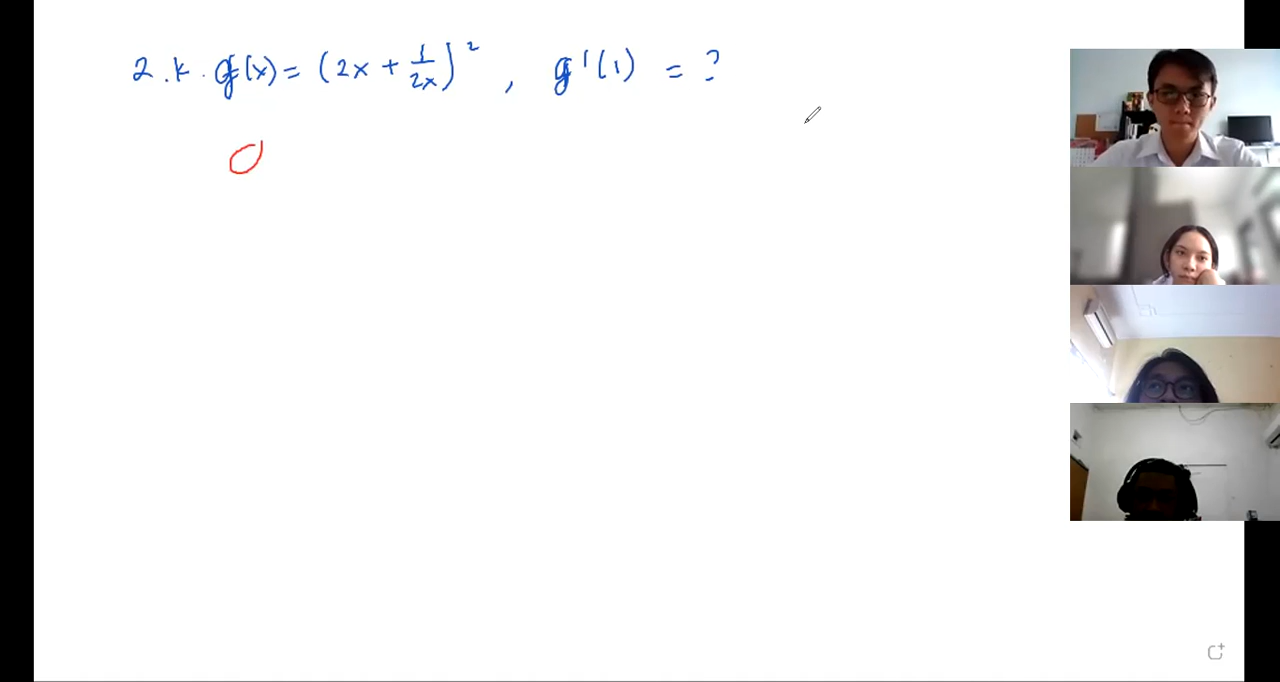 2.k. g(x) = (2x + 1/2x)², g'(1) = ?